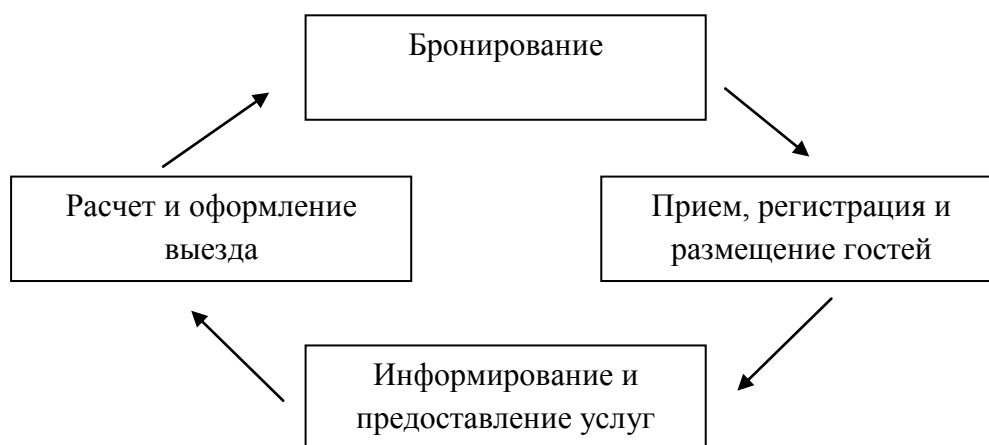 Бронирование
Расчет и оформление
выезда
Прием, регистрация и
размещение гостей
Информирование и
предоставление услуг